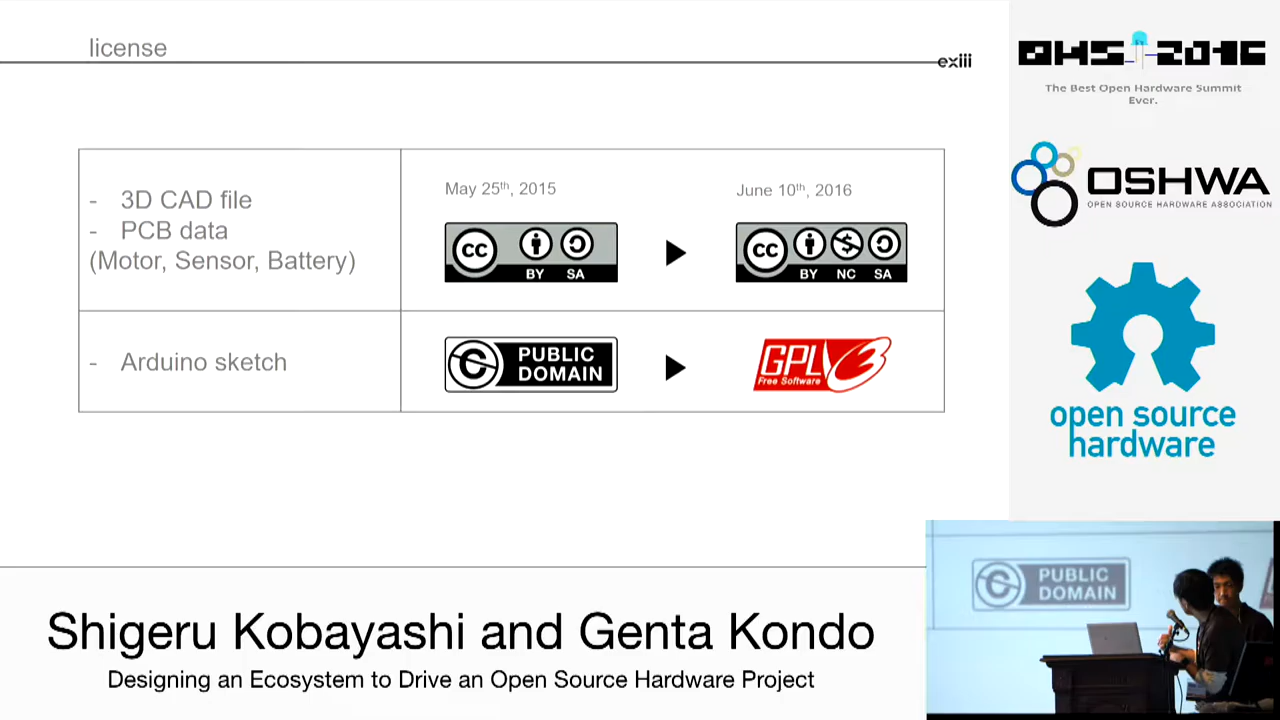 license
exiii
- 3D CAD file
- PCB data
(Motor, Sensor, Battery)
May 25th, 2015
June 10th, 2016
cc BY SA
cc BY NC SA
- Arduino sketch
PUBLIC
DOMAIN
GPLv3
Free Software
OHS 2016
The Best Open Hardware Summit
Ever.
OSHWA
OPEN SOURCE HARDWARE ASSOCIATION
open source
hardware
PUBLIC
DOMAIN
Shigeru Kobayashi and Genta Kondo
Designing an Ecosystem to Drive an Open Source Hardware Project